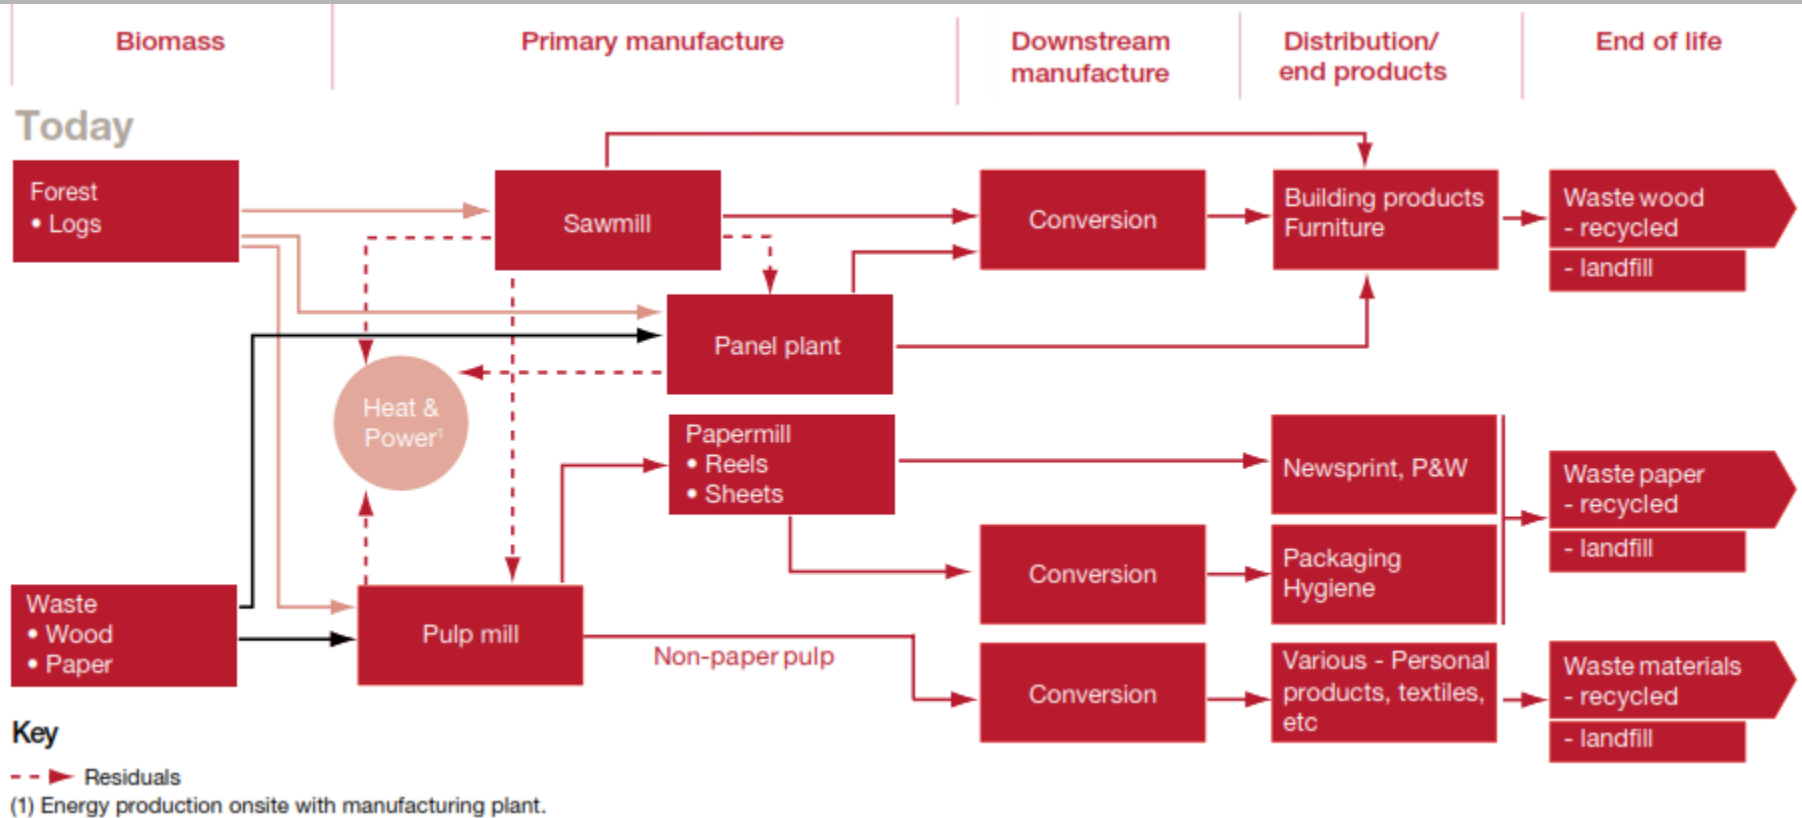 Biomass
Primary manufacture
Downstream
manufacture
Distribution/
end products
End of life
Today
Forest
• Logs
Sawmill
Conversion
Building products
Furniture
Waste wood
- recycled
- landfill
Panel plant
Heat &
Power¹
Papermill
• Reels
• Sheets
Newsprint, P&W
Waste paper
- recycled
- landfill
Conversion
Packaging
Hygiene
Waste
• Wood
• Paper
Pulp mill
Non-paper pulp
Conversion
Various - Personal
products, textiles,
etc
Waste materials
- recycled
- landfill
Key
Residuals
(1) Energy production onsite with manufacturing plant.